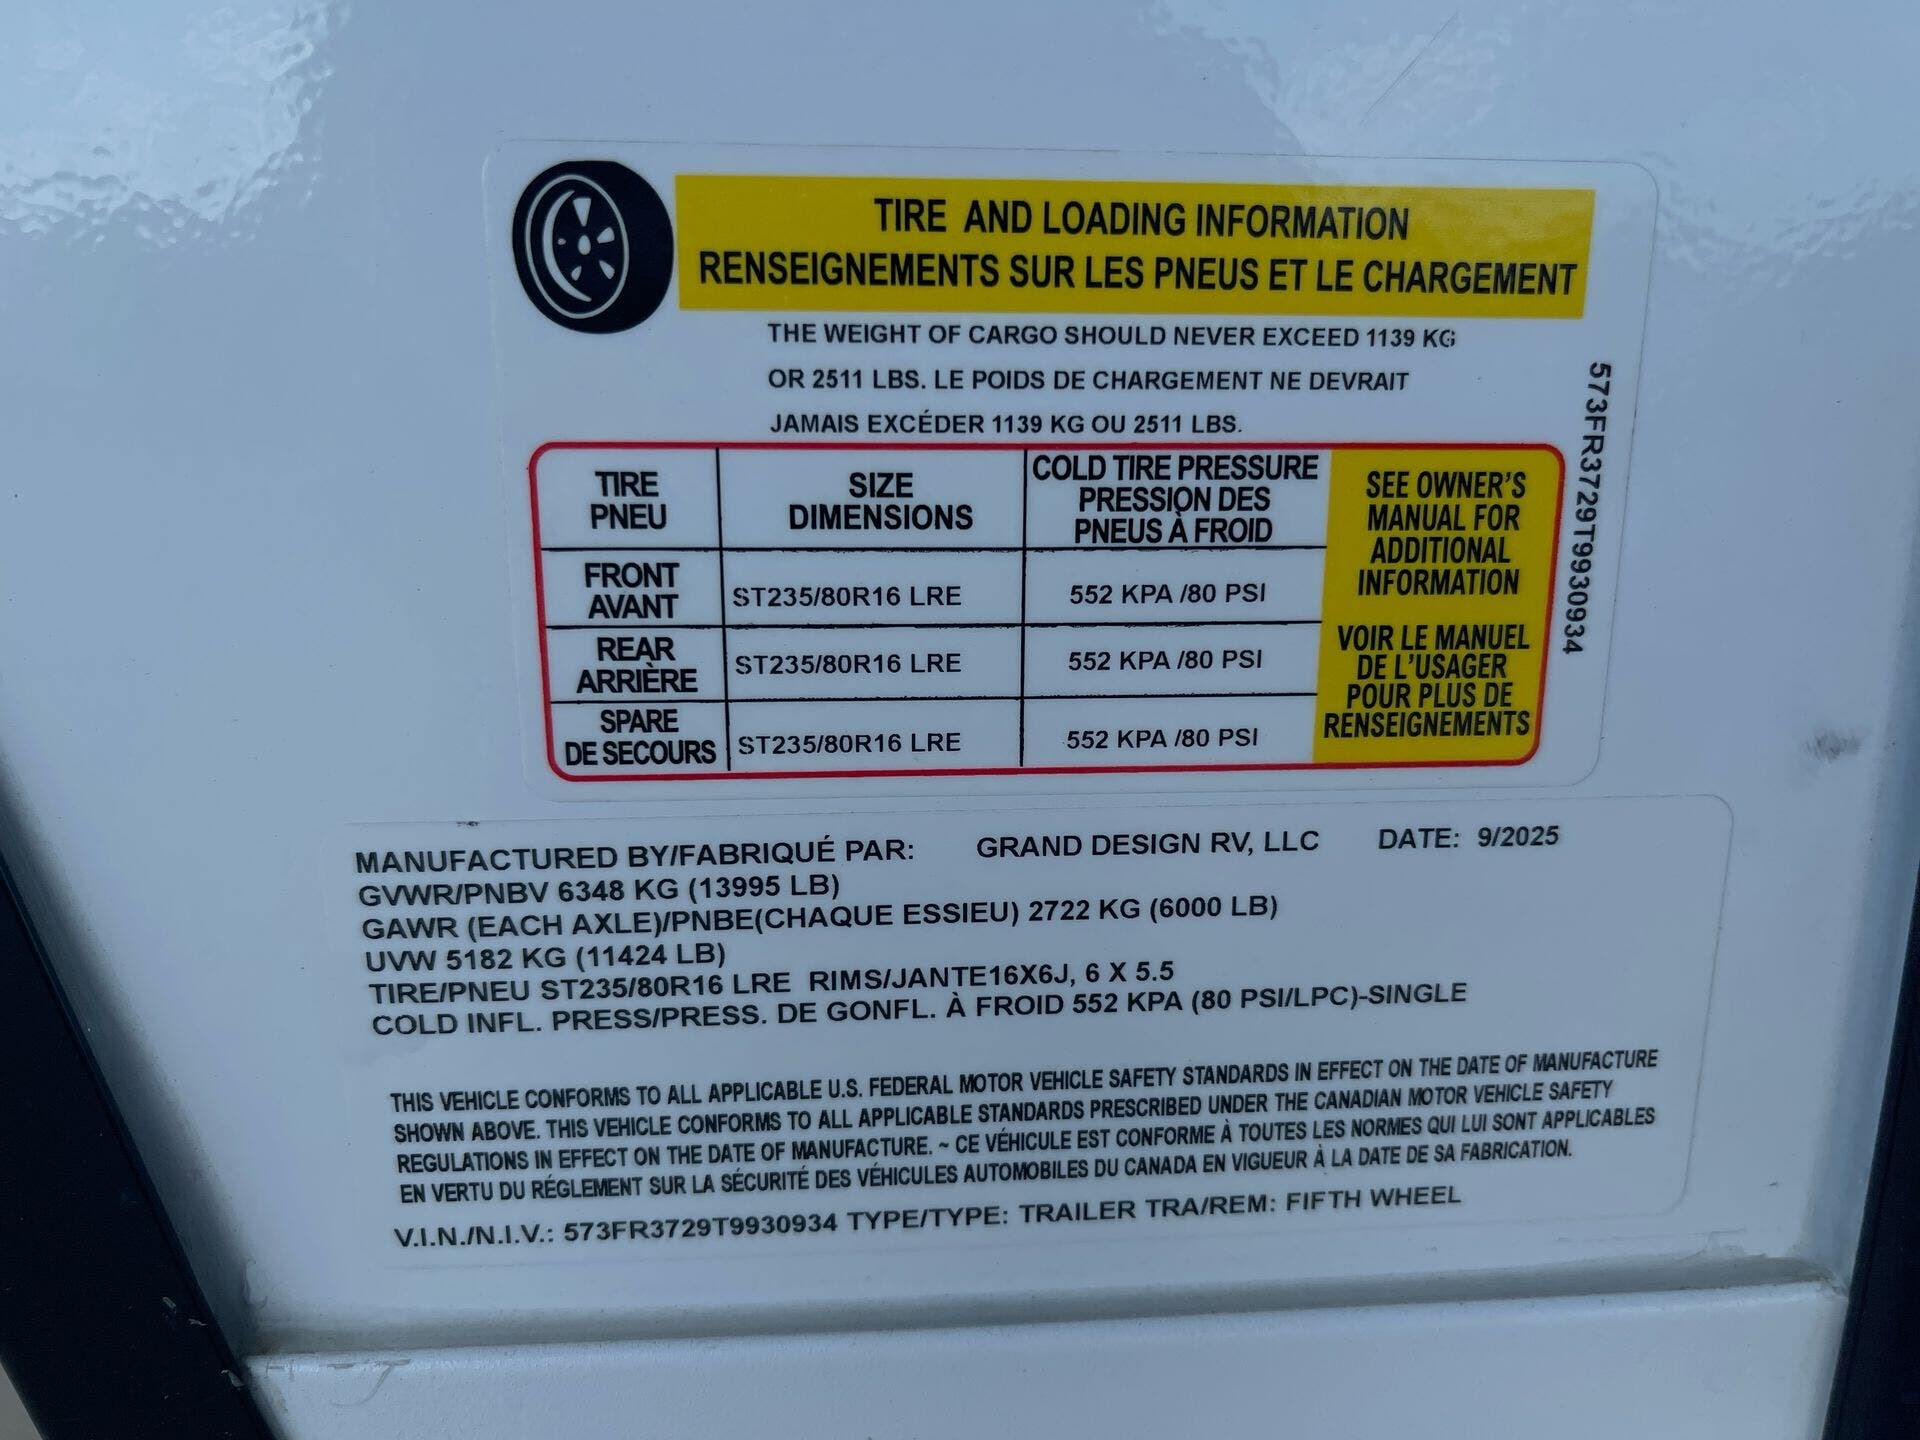 TIRE AND LOADING INFORMATION
RENSEIGNEMENTS SUR LES PNEUS ET LE CHARGEMENT
THE WEIGHT OF CARGO SHOULD NEVER EXCEED 1139 KG
OR 2511 LBS. LE POIDS DE CHARGEMENT NE DEVRAIT
JAMAIS EXCÉDER 1139 KG OU 2511 LBS.
TIRE
PNEU
SIZE
DIMENSIONS
COLD TIRE PRESSURE
PRESSION DES
PNEUS À FROID
FRONT
AVANT
ST235/80R16 LRE
552 KPA /80 PSI
REAR
ARRIÈRE
ST235/80R16 LRE
552 KPA /80 PSI
SPARE
DE SECOURS
ST235/80R16 LRE
552 KPA /80 PSI
SEE OWNER'S
MANUAL FOR
ADDITIONAL
INFORMATION
VOIR LE MANUEL
DE L'USAGER
POUR PLUS DE
RENSEIGNEMENTS
573FR3729T9930934
MANUFACTURED BY/FABRIQUÉ PAR: GRAND DESIGN RV, LLC DATE: 9/2025
GVWR/PNBV 6348 KG (13995 LB)
GAWR (EACH AXLE)/PNBE(CHAQUE ESSIEU) 2722 KG (6000 LB)
UVW 5182 KG (11424 LB)
TIRE/PNEU ST235/80R16 LRE RIMS/JANTE16X6J, 6 X 5.5
COLD INFL. PRESS/PRESS. DE GONFL. À FROID 552 KPA (80 PSI/LPC)-SINGLE
THIS VEHICLE CONFORMS TO ALL APPLICABLE U.S. FEDERAL MOTOR VEHICLE SAFETY STANDARDS IN EFFECT ON THE DATE OF MANUFACTURE
SHOWN ABOVE. THIS VEHICLE CONFORMS TO ALL APPLICABLE STANDARDS PRESCRIBED UNDER THE CANADIAN MOTOR VEHICLE SAFETY
REGULATIONS IN EFFECT ON THE DATE OF MANUFACTURE. ~ CE VÉHICULE EST CONFORME À TOUTES LES NORMES QUI LUI SONT APPLICABLES
EN VERTU DU RÉGLEMENT SUR LA SÉCURITÉ DES VÉHICULES AUTOMOBILES DU CANADA EN VIGUEUR À LA DATE DE SA FABRICATION.
V.I.N./N.I.V.: 573FR3729T9930934 TYPE/TYPE: TRAILER TRA/REM: FIFTH WHEEL